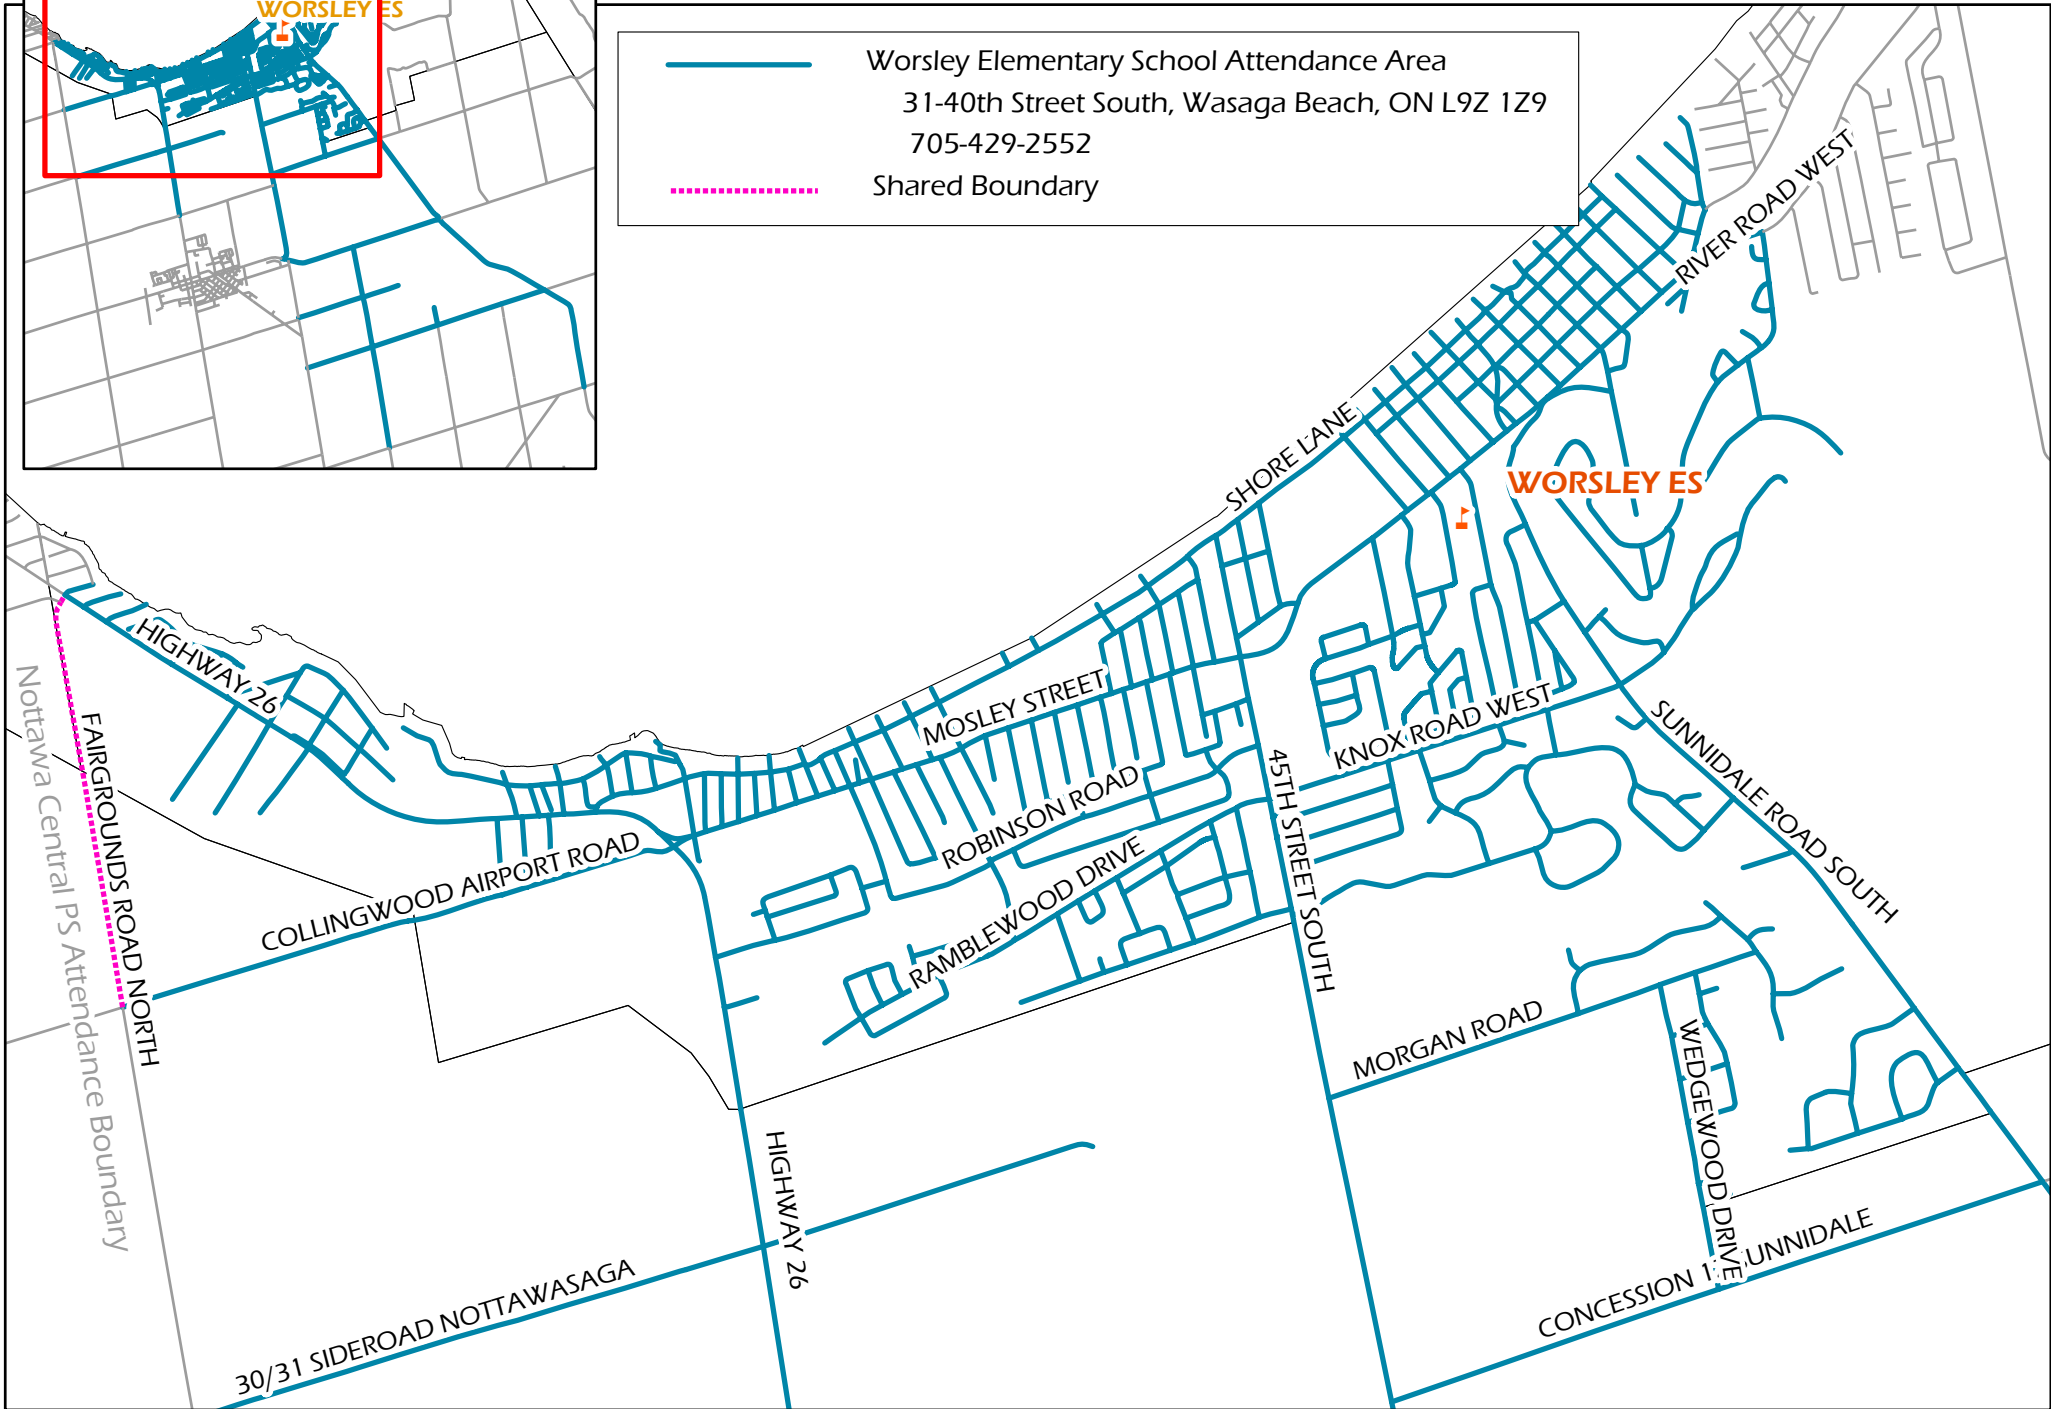 WORSLEY ES
Worsley Elementary School Attendance Area
31-40th Street South, Wasaga Beach, ON L9Z 1Z9
705-429-2552
Shared Boundary
RIVER ROAD WEST
SHORE LANE
WORSLEY ES
HIGHWAY 26
MOSLEY STREET
KNOX ROAD WEST
SUNNIDALE ROAD SOUTH
Nottawa Central PS Attendance Boundary
FAIRGROUNDS ROAD NORTH
45TH STREET SOUTH
ROBINSON ROAD
COLLINGWOOD AIRPORT ROAD
RAMBLEWOOD DRIVE
MORGAN ROAD
WEDGEWOOD DRIVE
HIGHWAY 26
30/31 SIDEROAD NOTTAWASAGA
CONCESSION SUNNIDALE